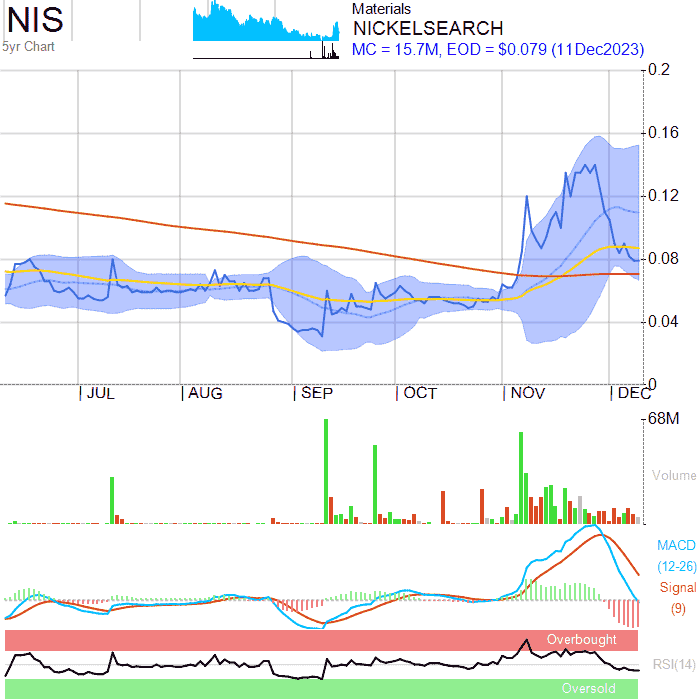 NIS
5yr Chart
Materials
NICKELSEARCH
MC = 15.7M, EOD = $0.079 (11Dec2023)
0.2
0.16
0.12
0.08
0.04
0
JUL AUG SEP OCT NOV DEC
68M
Volume
MACD
(12-26)
Signal
(9)
Overbought
RSI(14)
Oversold